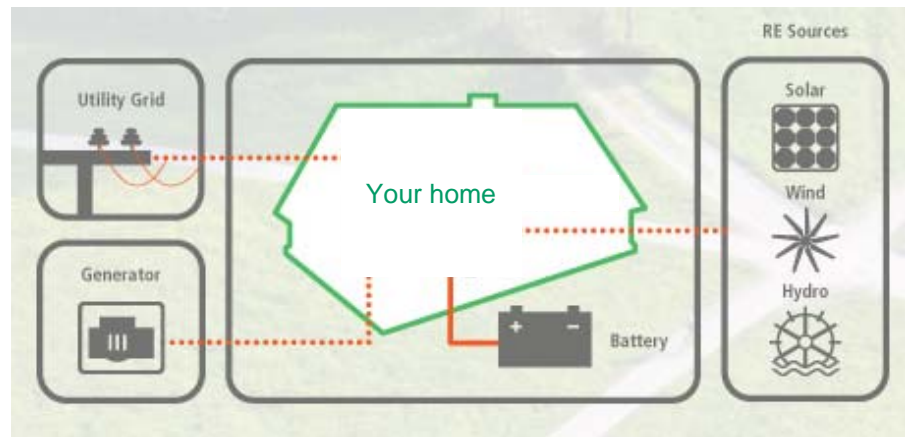 RE Sources
Utility Grid
Solar
Your home
Wind
Generator
Hydro
+ −
Battery